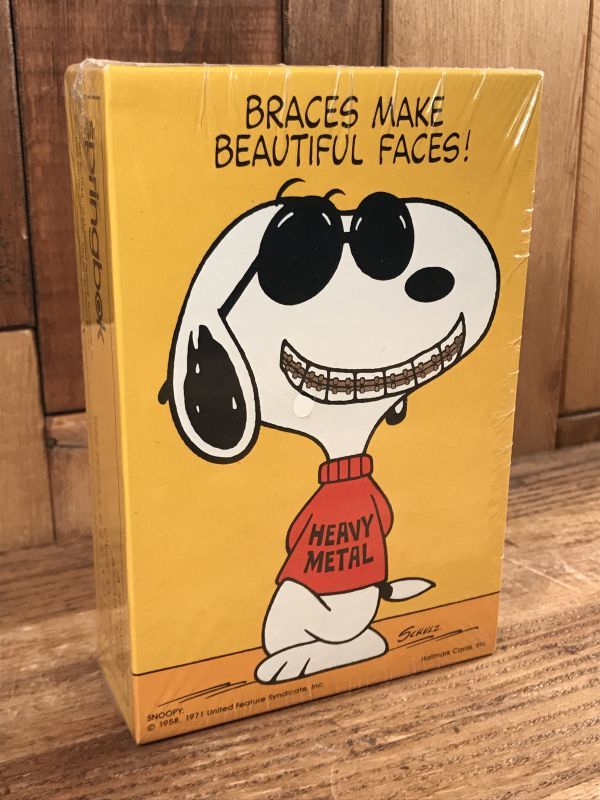 BRACES MAKE
BEAUTIFUL FACES!
springbok
HEAVY
METAL
SCHULZ
Hallmark Cards, Inc.
SNOOPY:
© 1958, 1971 United Feature Syndicate, Inc.